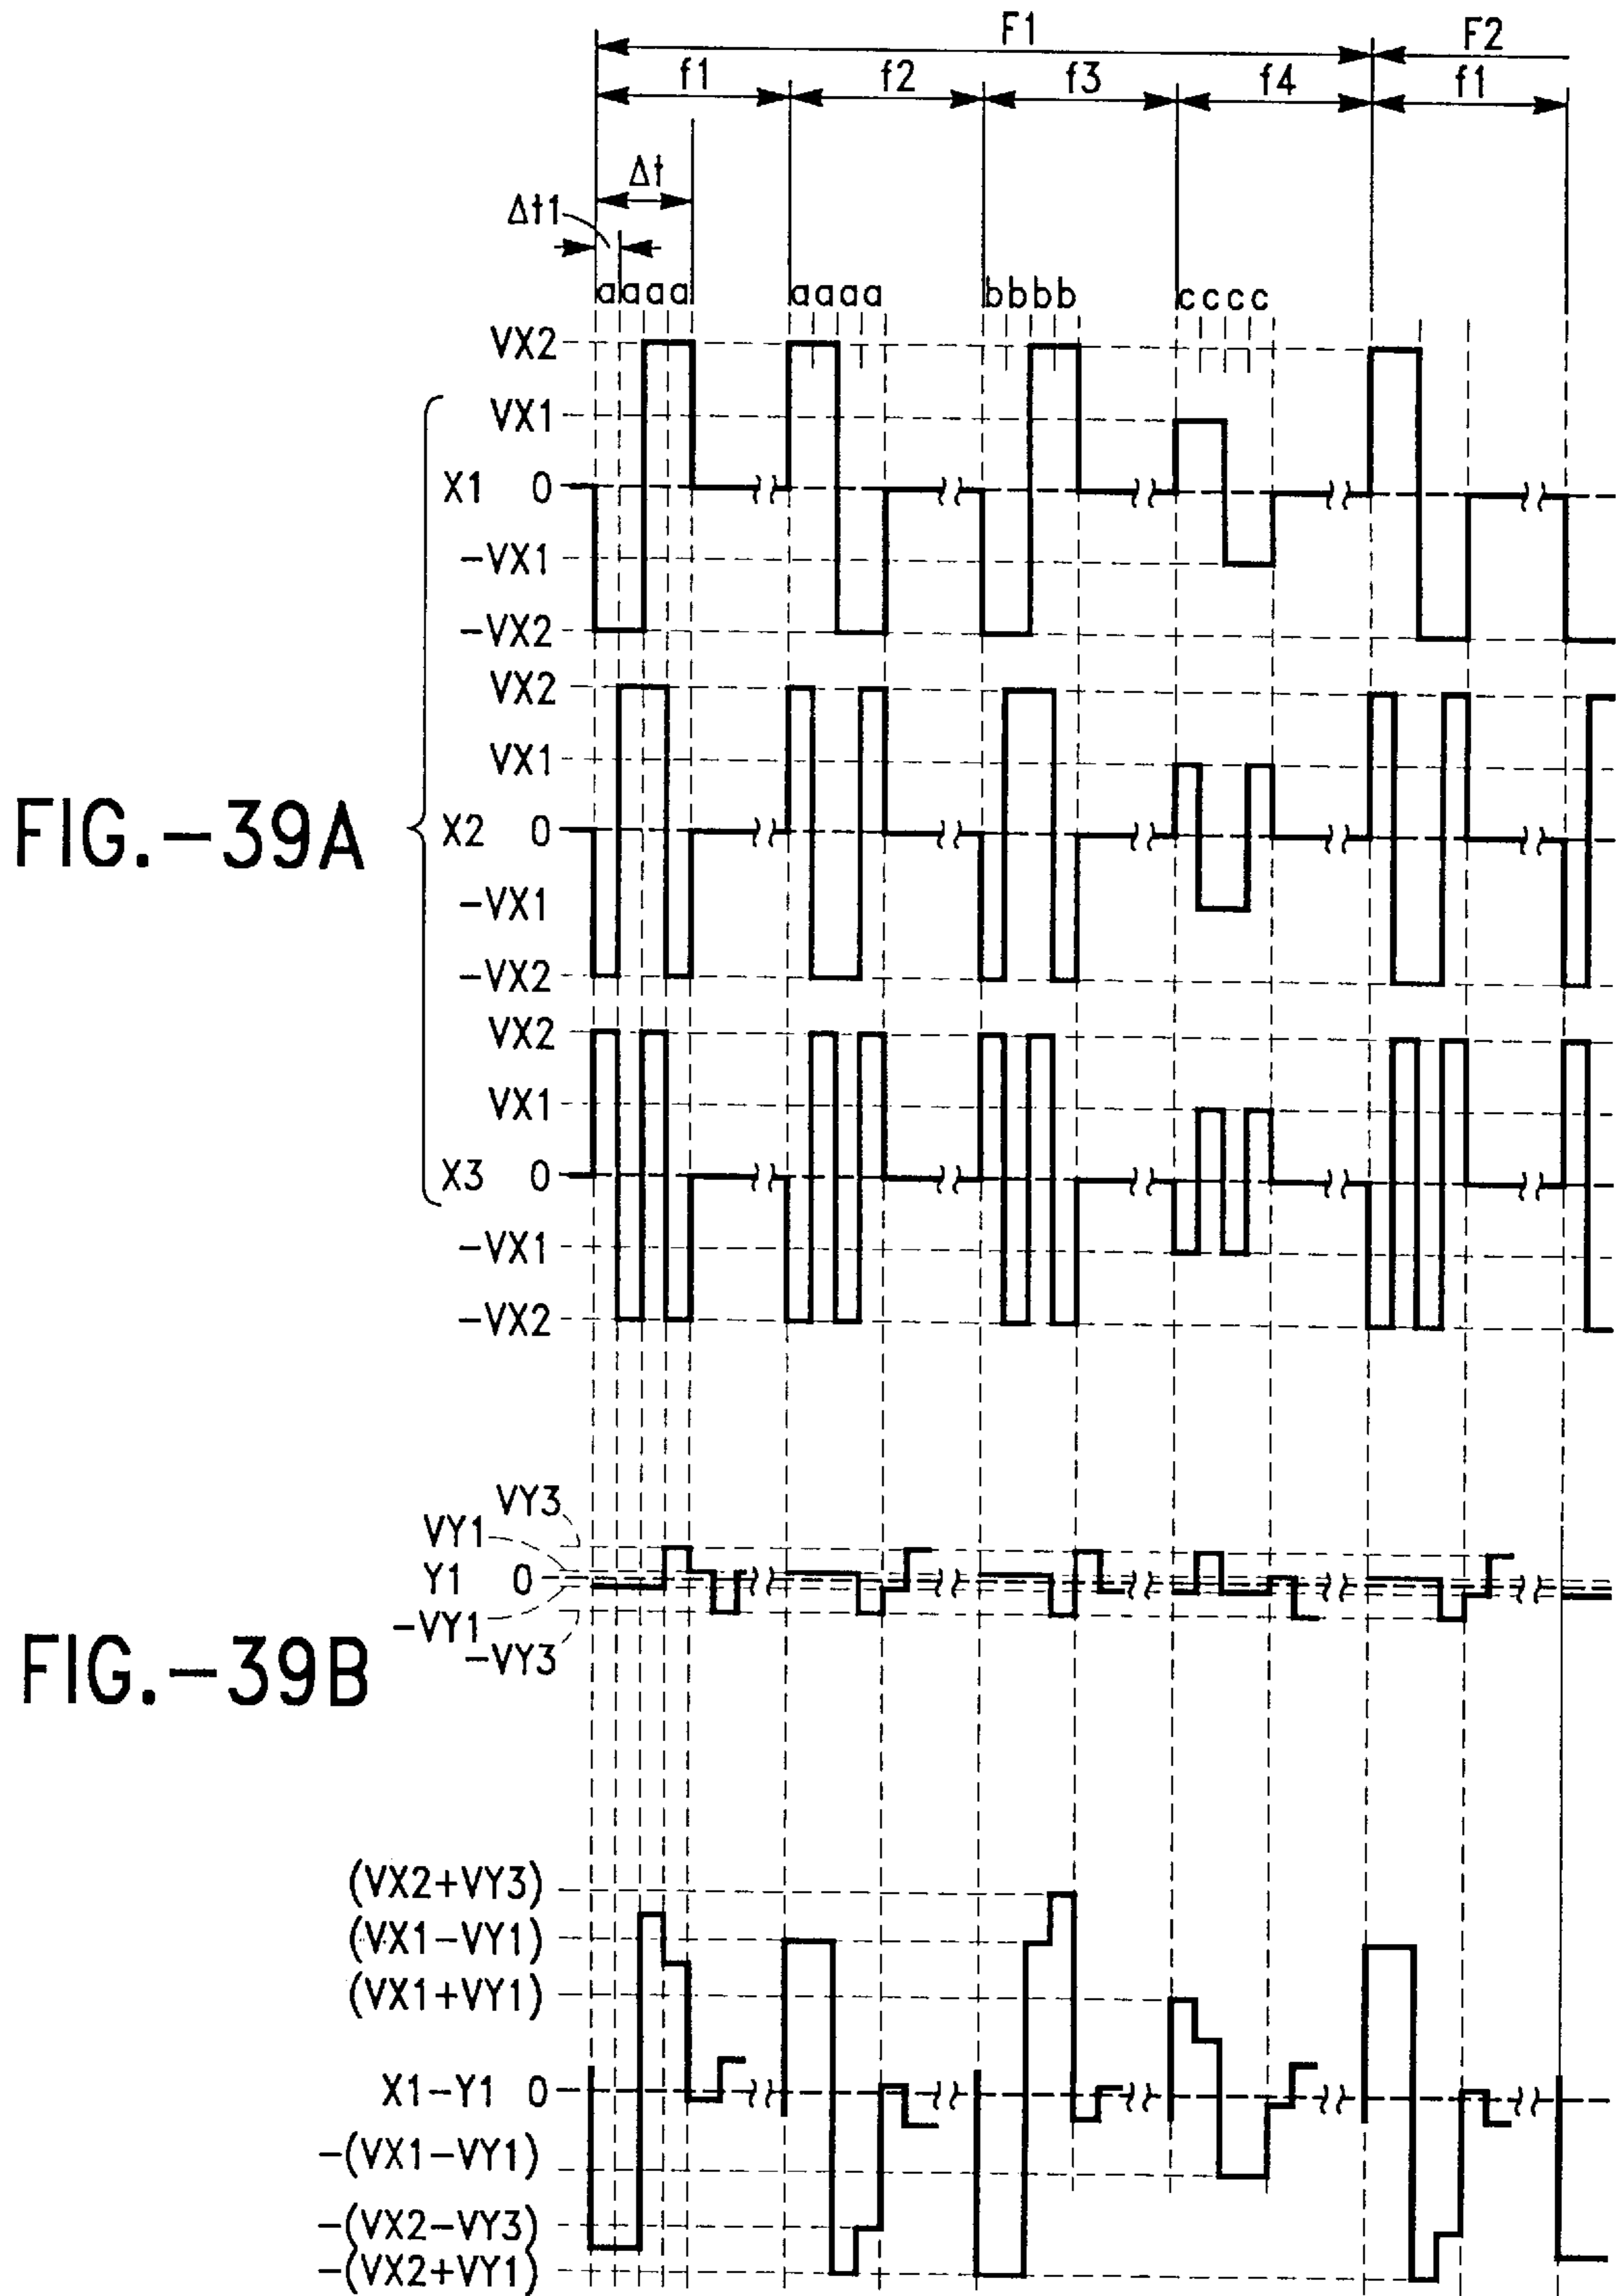 F1 F2
f1 f2 f3 f4 f1
Δt
Δt1
aaaa aaaa bbbb cccc
VX2
VX1
X1 0
-VX1
-VX2
VX2
VX1
FIG.-39A
X2 0
-VX1
-VX2
VX2
VX1
X3 0
-VX1
-VX2
VY3
VY1
Y1 0
-VY1
-VY3
FIG.-39B
(VX2+VY3)
(VX1-VY1)
(VX1+VY1)
X1-Y1 0
-(VX1-VY1)
-(VX2-VY3)
-(VX2+VY1)